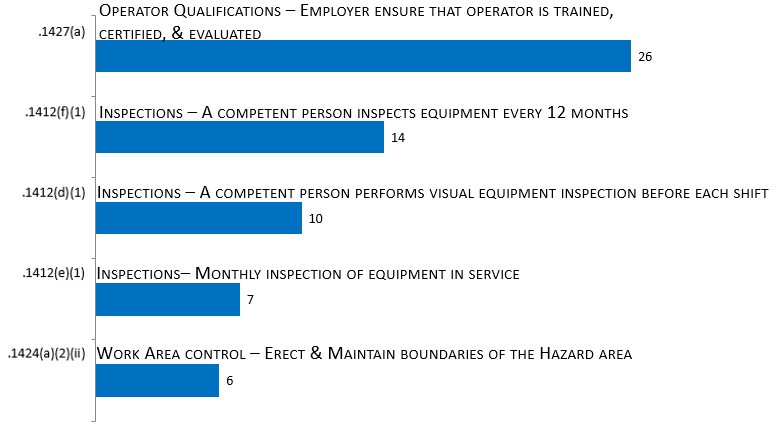 Operator Qualifications – Employer ensure that operator is trained,
.1427(a)
certified, & evaluated
26
.1412(f)(1)
Inspections – A competent person inspects equipment every 12 months
14
.1412(d)(1)
Inspections – A competent person performs visual equipment inspection before each shift
10
.1412(e)(1)
Inspections– Monthly inspection of equipment in service
7
.1424(a)(2)(ii)
Work Area control – Erect & Maintain boundaries of the Hazard area
6